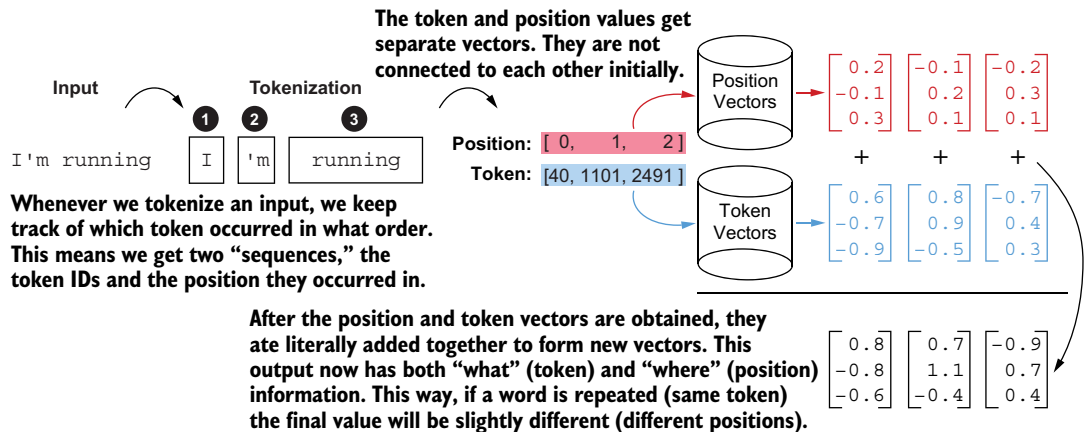 The token and position values get
separate vectors. They are not
connected to each other initially.
Input
Tokenization
1 2 3
I'm running
I 'm running
Whenever we tokenize an input, we keep
track of which token occurred in what order.
This means we get two “sequences,” the
token IDs and the position they occurred in.
Position: [ 0, 1, 2 ]
Token: [40, 1101, 2491 ]
Position
Vectors
0.2 −0.1 −0.2
−0.1 0.2 0.3
0.3 0.1 0.1
+ + +
Token
Vectors
0.6 0.8 −0.7
−0.7 0.9 0.4
−0.9 −0.5 0.3
After the position and token vectors are obtained, they
ate literally added together to form new vectors. This
output now has both “what” (token) and “where” (position)
information. This way, if a word is repeated (same token)
the final value will be slightly different (different positions).
0.8 0.7 −0.9
−0.8 1.1 0.7
−0.6 −0.4 0.4